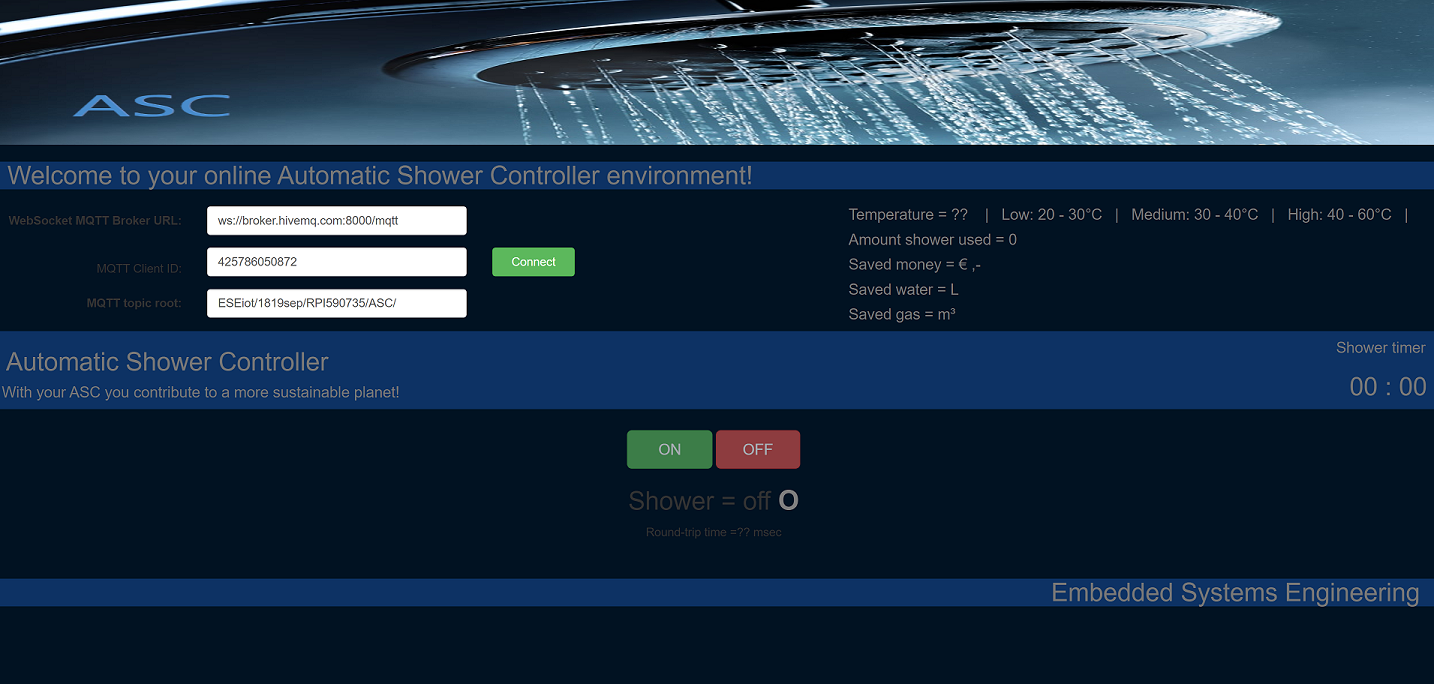 ASC
Welcome to your online Automatic Shower Controller environment!
WebSocket MQTT Broker URL: ws://broker.hivemq.com:8000/mqtt
MQTT Client ID: 425786050872 Connect
MQTT topic root: ESEiot/1819sep/RPI590735/ASC/
Temperature = ?? | Low: 20 - 30°C | Medium: 30 - 40°C | High: 40 - 60°C |
Amount shower used = 0
Saved money = € ,-
Saved water = L
Saved gas = m³
Automatic Shower Controller
With your ASC you contribute to a more sustainable planet!
Shower timer
00 : 00
ON OFF
Shower = off O
Round-trip time =?? msec
Embedded Systems Engineering